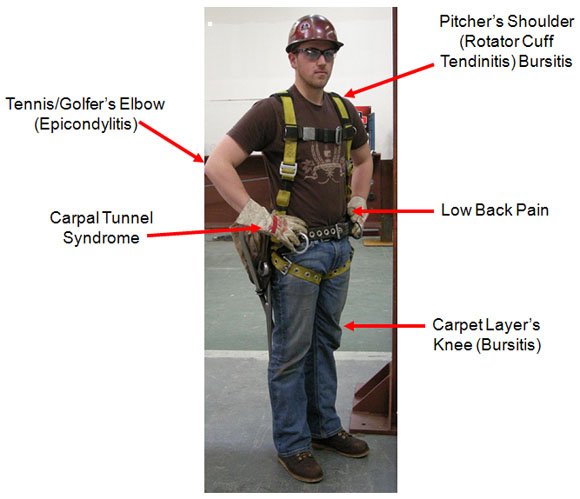 Pitcher's Shoulder
(Rotator Cuff
Tendinitis) Bursitis
Tennis/Golfer's Elbow
(Epicondylitis)
Carpal Tunnel
Syndrome
Low Back Pain
Carpet Layer's
Knee (Bursitis)